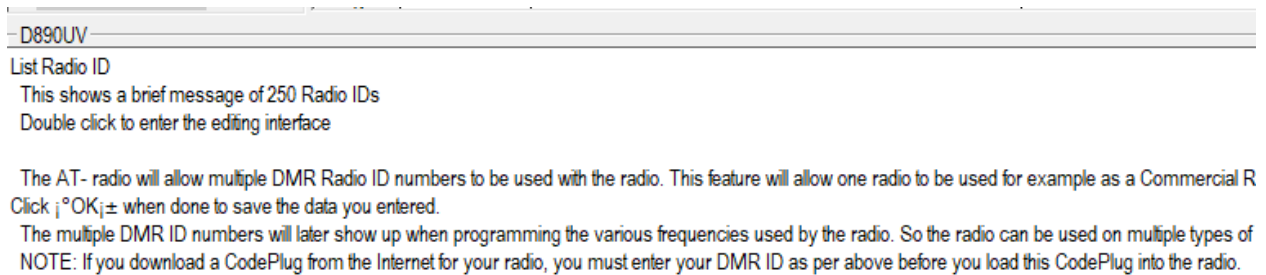 D890UV
List Radio ID
This shows a brief message of 250 Radio IDs
Double click to enter the editing interface
The AT- radio will allow multiple DMR Radio ID numbers to be used with the radio. This feature will allow one radio to be used for example as a Commercial R
Click ¡°OK¡± when done to save the data you entered.
The multiple DMR ID numbers will later show up when programming the various frequencies used by the radio. So the radio can be used on multiple types of
NOTE: If you download a CodePlug from the Internet for your radio, you must enter your DMR ID as per above before you load this CodePlug into the radio.